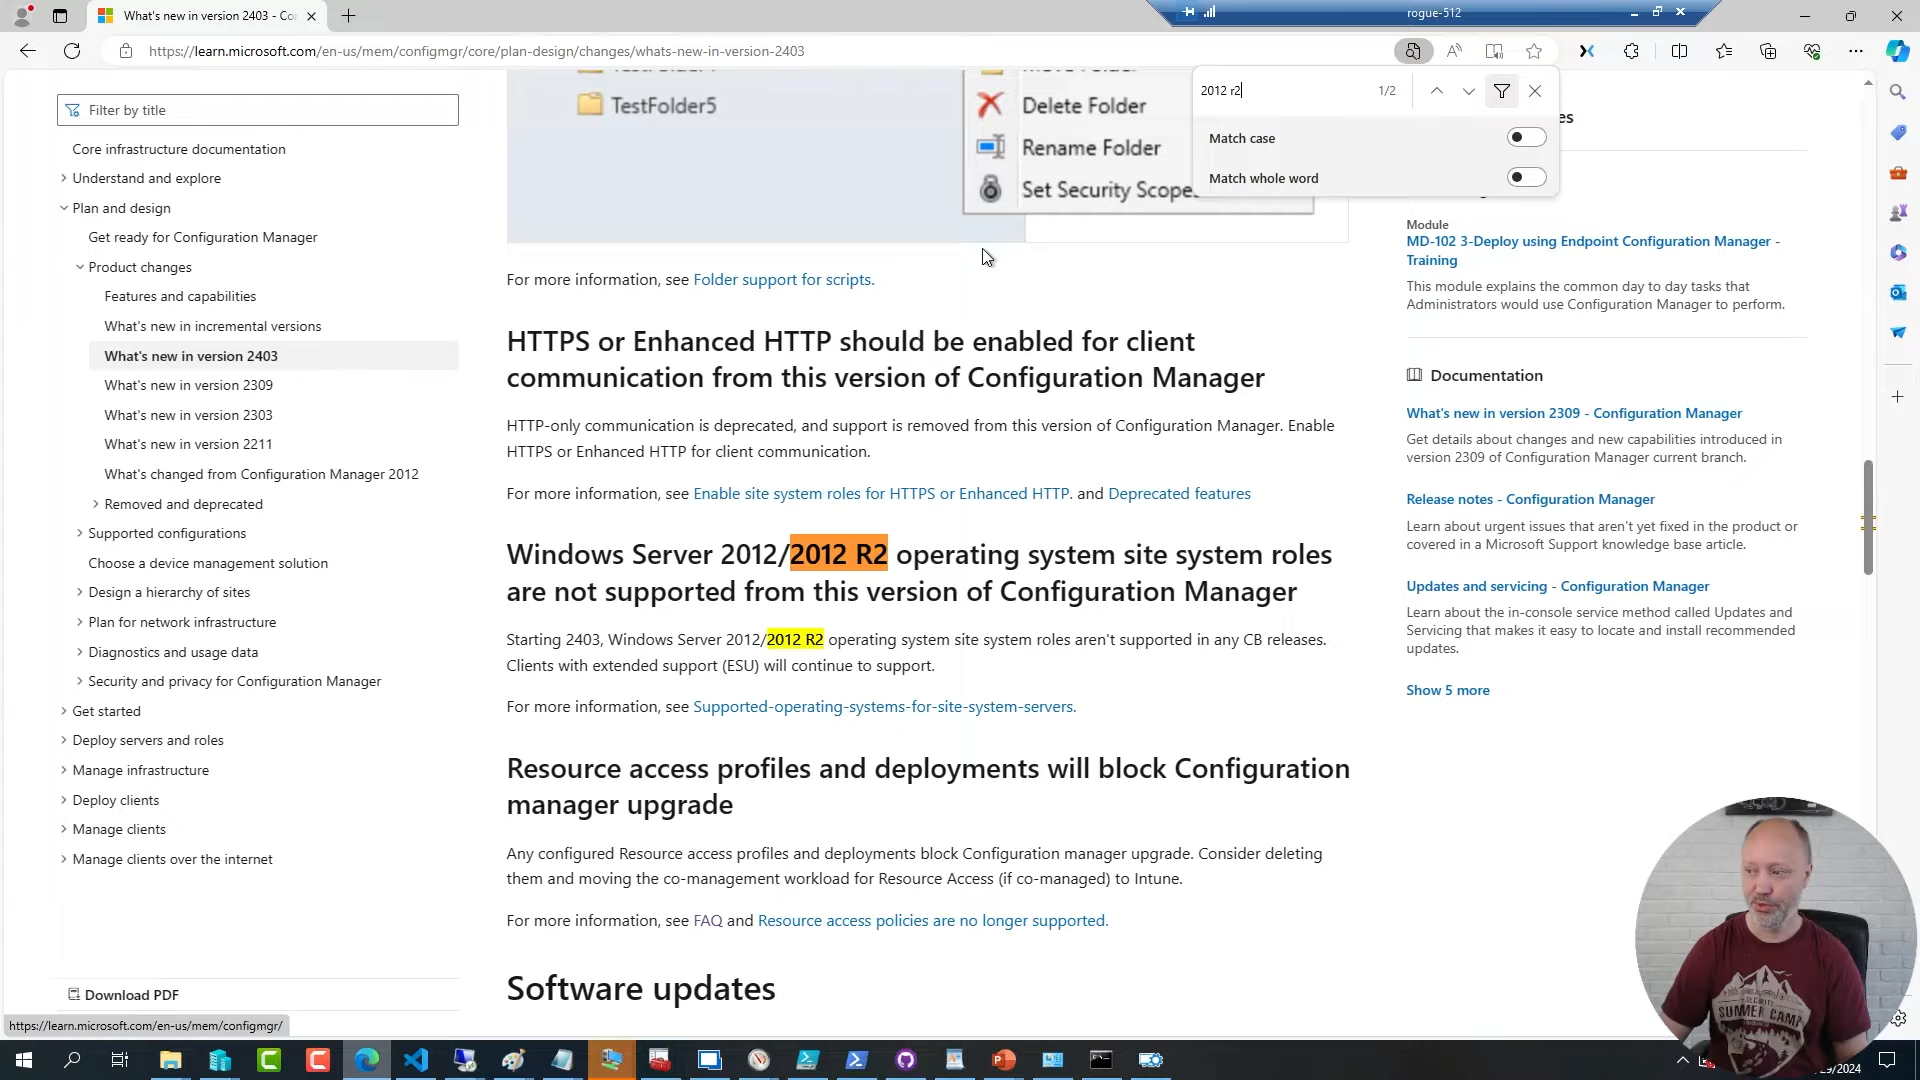 What's new in version 2403 - Co
rogue-512
https://learn.microsoft.com/en-us/mem/configmgr/core/plan-design/changes/whats-new-in-version-2403
2012 r2
1/2
Match case
Match whole word
Filter by title
Core infrastructure documentation
Understand and explore
Plan and design
Get ready for Configuration Manager
Product changes
Features and capabilities
What's new in incremental versions
What's new in version 2403
What's new in version 2309
What's new in version 2303
What's new in version 2211
What's changed from Configuration Manager 2012
Removed and deprecated
Supported configurations
Choose a device management solution
Design a hierarchy of sites
Plan for network infrastructure
Diagnostics and usage data
Security and privacy for Configuration Manager
Get started
Deploy servers and roles
Manage infrastructure
Deploy clients
Manage clients
Manage clients over the internet
Download PDF
https://learn.microsoft.com/en-us/mem/configmgr/
TestFolder5
Delete Folder
Rename Folder
Set Security Scopes
For more information, see Folder support for scripts.
HTTPS or Enhanced HTTP should be enabled for client
communication from this version of Configuration Manager
HTTP-only communication is deprecated, and support is removed from this version of Configuration Manager. Enable
HTTPS or Enhanced HTTP for client communication.
For more information, see Enable site system roles for HTTPS or Enhanced HTTP. and Deprecated features
Windows Server 2012/2012 R2 operating system site system roles
are not supported from this version of Configuration Manager
Starting 2403, Windows Server 2012/2012 R2 operating system site system roles aren't supported in any CB releases.
Clients with extended support (ESU) will continue to support.
For more information, see Supported-operating-systems-for-site-system-servers.
Resource access profiles and deployments will block Configuration
manager upgrade
Any configured Resource access profiles and deployments block Configuration manager upgrade. Consider deleting
them and moving the co-management workload for Resource Access (if co-managed) to Intune.
For more information, see FAQ and Resource access policies are no longer supported.
Software updates
Module
MD-102 3-Deploy using Endpoint Configuration Manager -
Training
This module explains the common day to day tasks that
Administrators would use Configuration Manager to perform.
Documentation
What's new in version 2309 - Configuration Manager
Get details about changes and new capabilities introduced in
version 2309 of Configuration Manager current branch.
Release notes - Configuration Manager
Learn about urgent issues that aren't yet fixed in the product or
covered in a Microsoft Support knowledge base article.
Updates and servicing - Configuration Manager
Learn about the in-console service method called Updates and
Servicing that makes it easy to locate and install recommended
updates.
Show 5 more
SECURITY
SUMMER CAMP